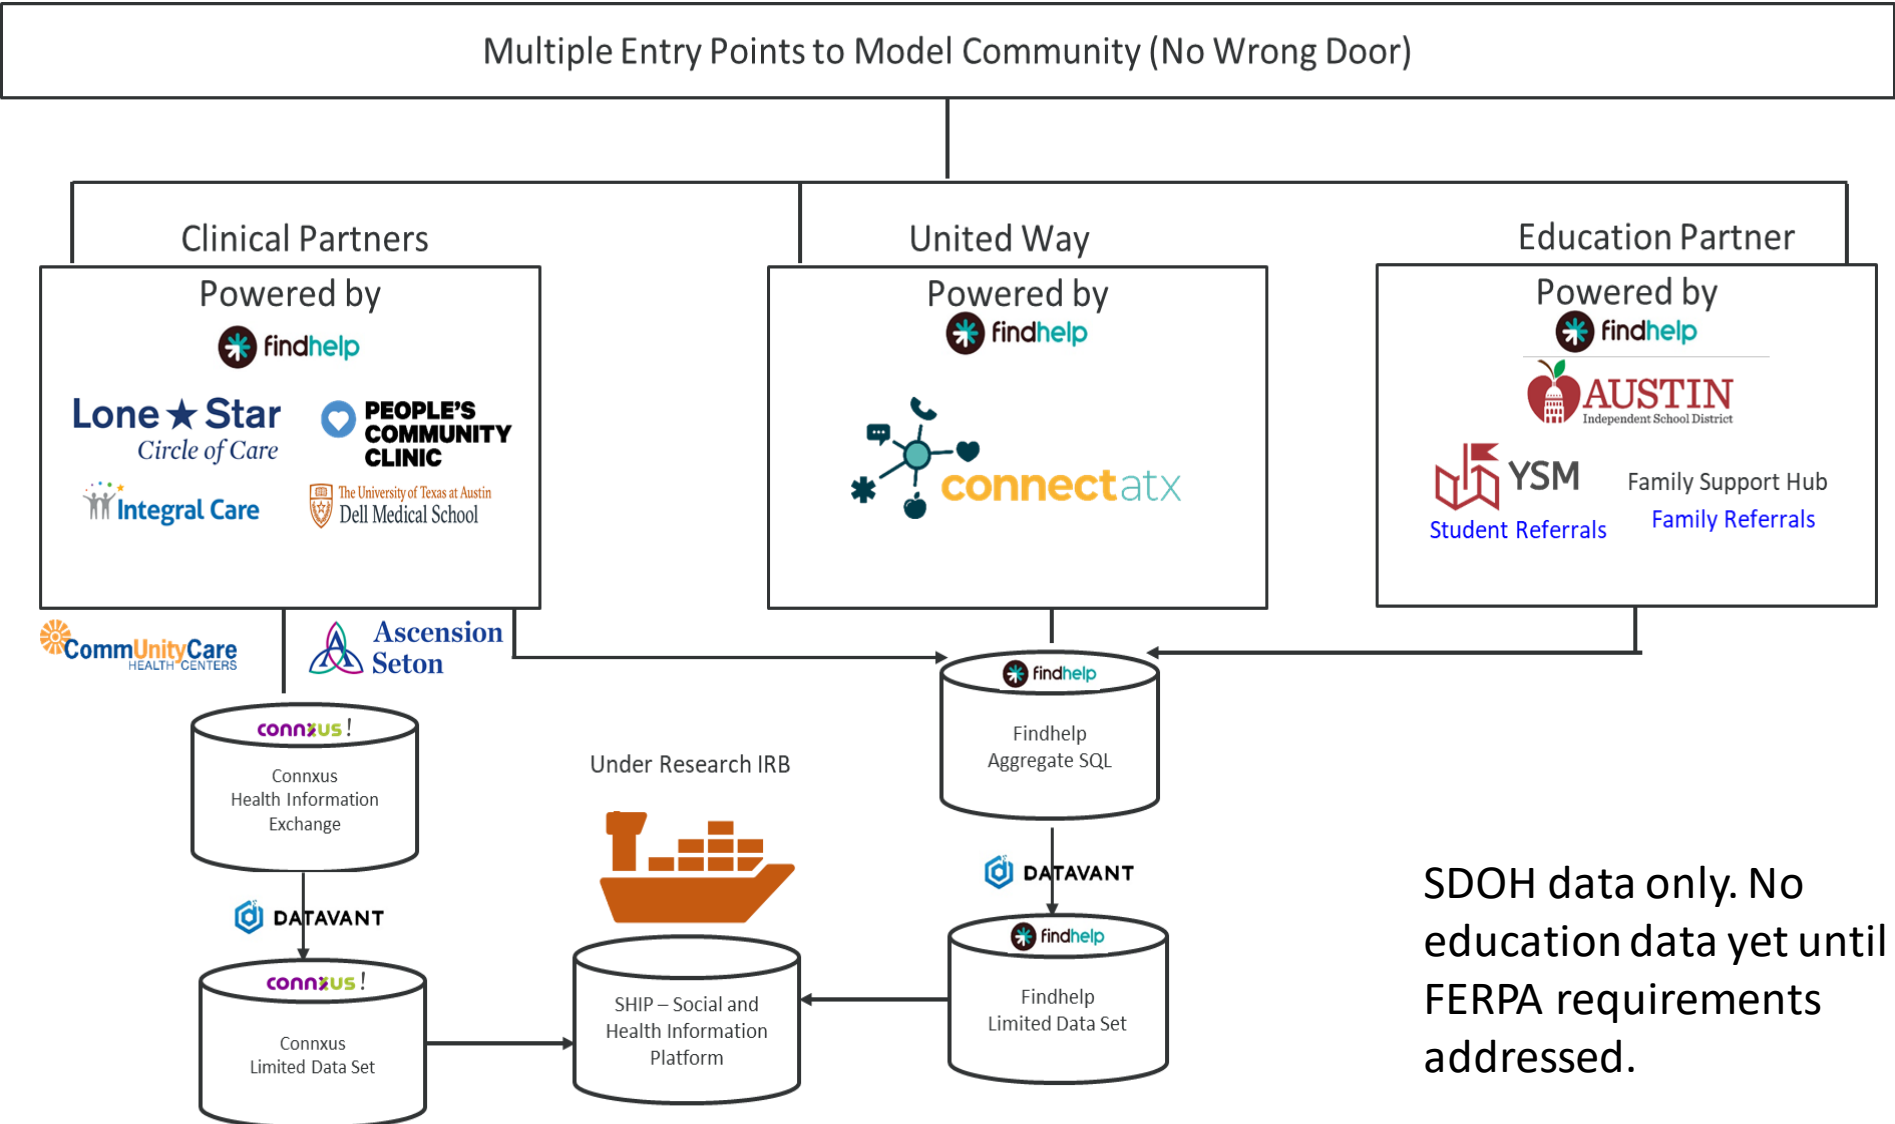 Multiple Entry Points to Model Community (No Wrong Door)
Clinical Partners
Powered by
findhelp
Lone Star
Circle of Care
PEOPLE'S
COMMUNITY
CLINIC
Integral Care
The University of Texas at Austin
Dell Medical School
United Way
Powered by
findhelp
connectatx
Education Partner
Powered by
findhelp
AUSTIN
Independent School District
YSM
Student Referrals
Family Support Hub
Family Referrals
CommUnityCare
HEALTH CENTERS
Ascension
Seton
connxus!
Connxus
Health Information
Exchange
DATAVANT
connxus!
Connxus
Limited Data Set
Under Research IRB
SHIP – Social and
Health Information
Platform
findhelp
Findhelp
Aggregate SQL
DATAVANT
findhelp
Findhelp
Limited Data Set
SDOH data only. No
education data yet until
FERPA requirements
addressed.